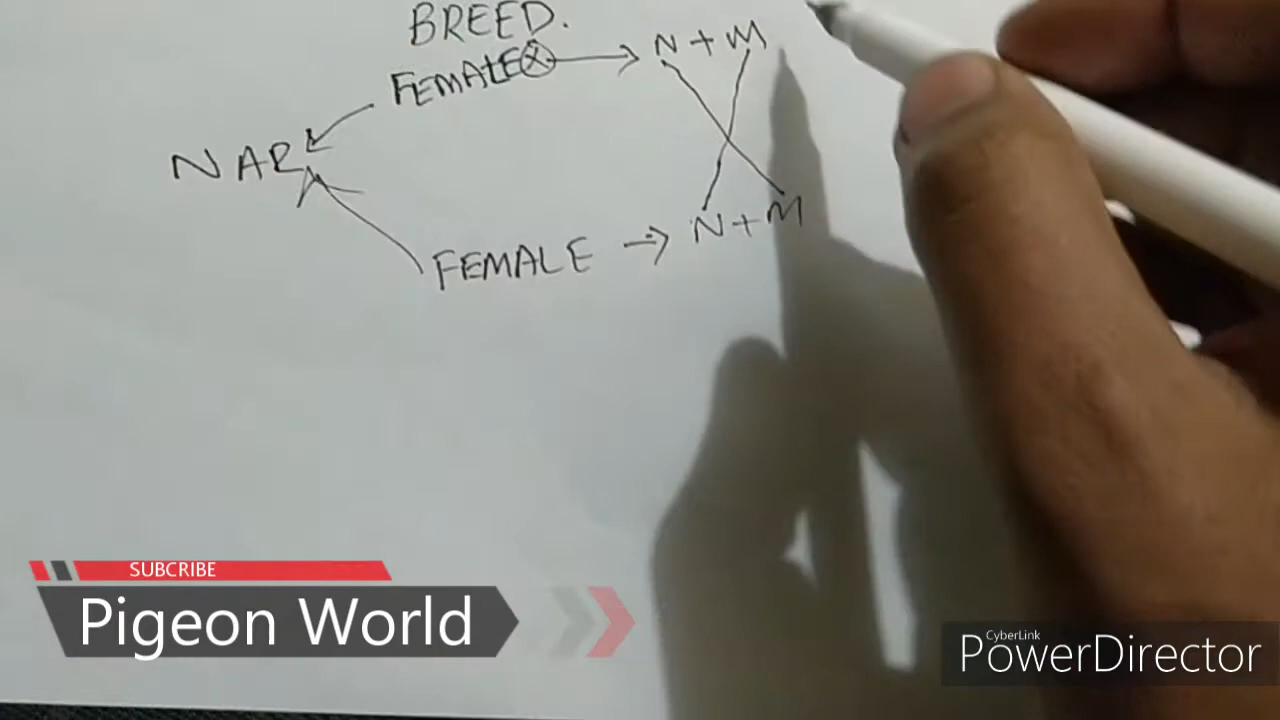 BREED.
FEMALE ⊗ → N + M
NAR
FEMALE → N + M
SUBCRIBE
Pigeon World
CyberLink
PowerDirector